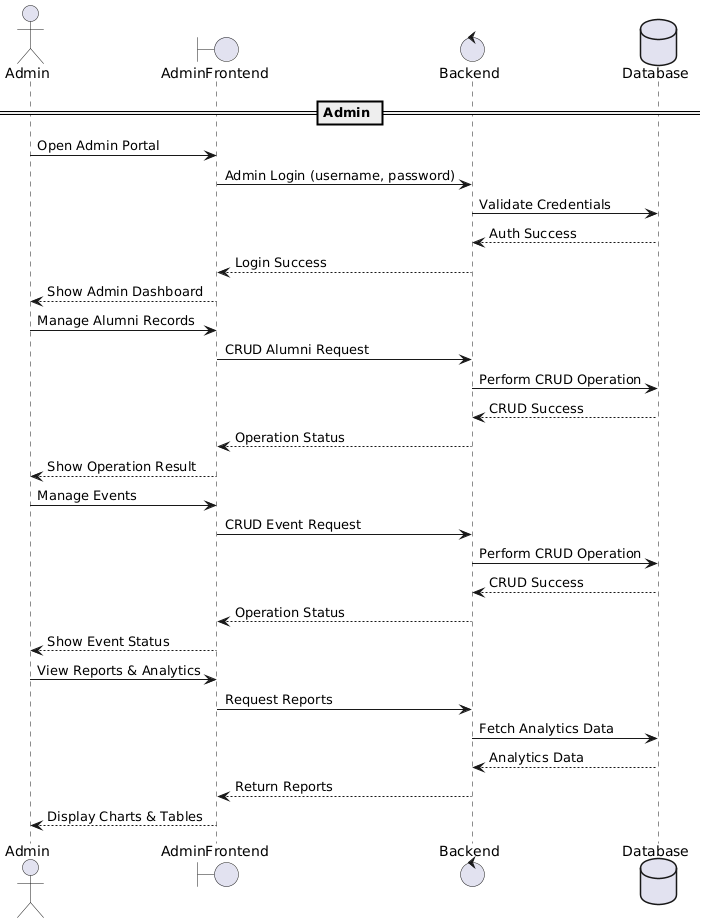 Admin
AdminFrontend
Backend
Database
Admin
Open Admin Portal
Admin Login (username, password)
Validate Credentials
Auth Success
Login Success
Show Admin Dashboard
Manage Alumni Records
CRUD Alumni Request
Perform CRUD Operation
CRUD Success
Operation Status
Show Operation Result
Manage Events
CRUD Event Request
Perform CRUD Operation
CRUD Success
Operation Status
Show Event Status
View Reports & Analytics
Request Reports
Fetch Analytics Data
Analytics Data
Return Reports
Display Charts & Tables
Admin
AdminFrontend
Backend
Database